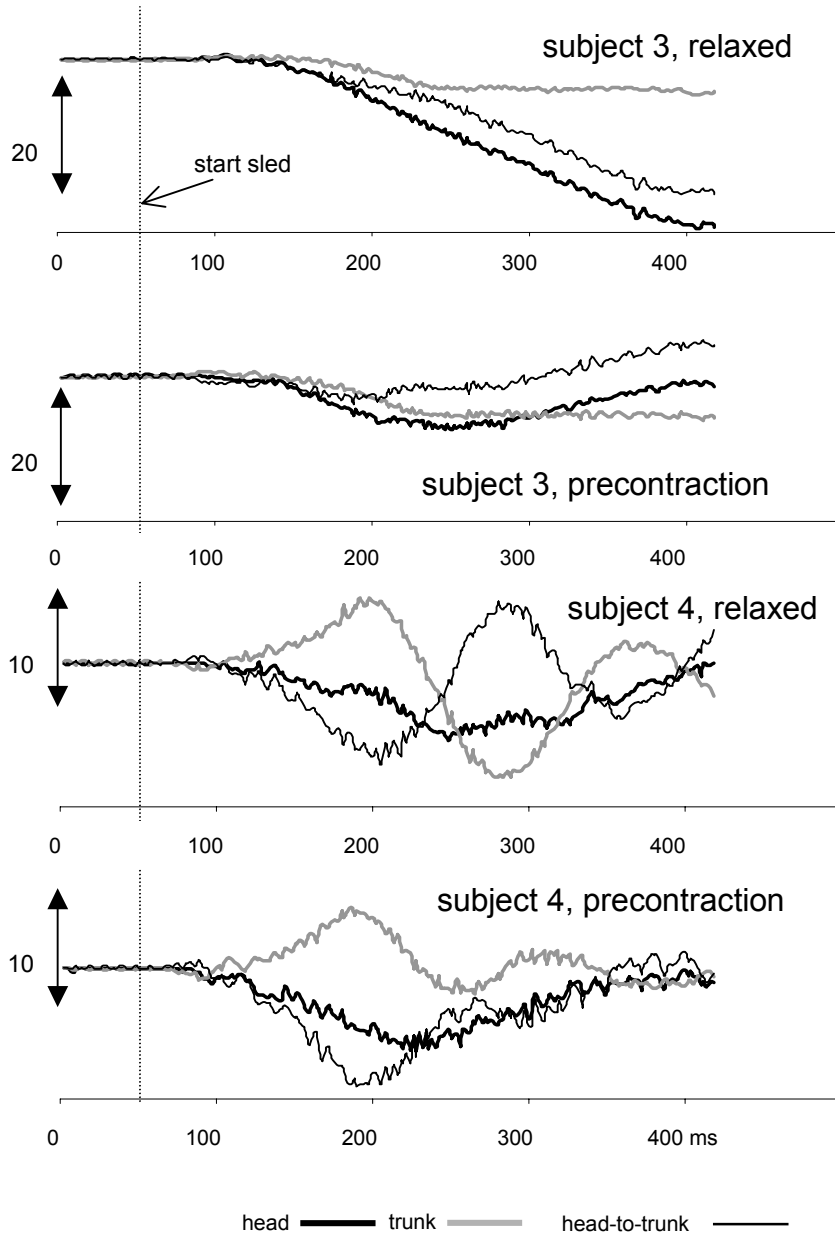 subject 3, relaxed
20
start sled
0 100 200 300 400
20
subject 3, precontraction
0 100 200 300 400
subject 4, relaxed
10
0 100 200 300 400
subject 4, precontraction
10
0 100 200 300 400 ms
head trunk head-to-trunk